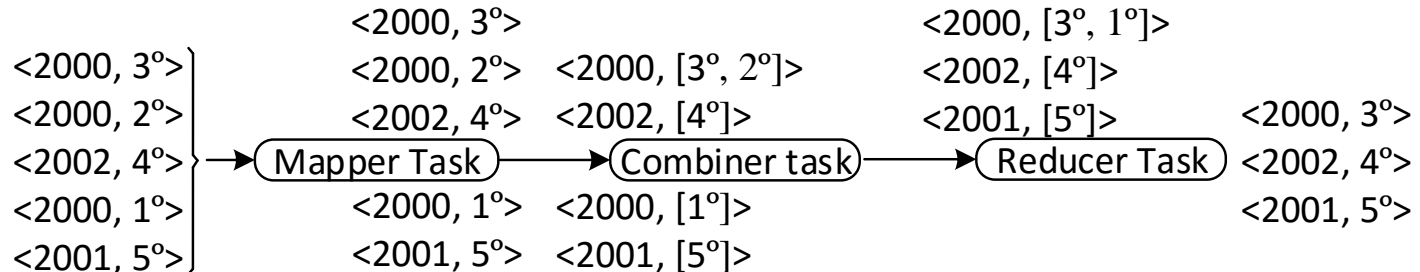 <2000, 3º>
<2000, 2º>
<2002, 4º>
<2000, 1º>
<2001, 5º>
<2000, 3º>
<2000, 2º>
<2002, 4º>
Mapper Task
<2000, 1º>
<2001, 5º>
<2000, [3º, 2º]>
<2002, [4º]>
Combiner task
<2000, [1º]>
<2001, [5º]>
<2000, [3º, 1º]>
<2002, [4º]>
<2001, [5º]>
Reducer Task
<2000, 3º>
<2002, 4º>
<2001, 5º>